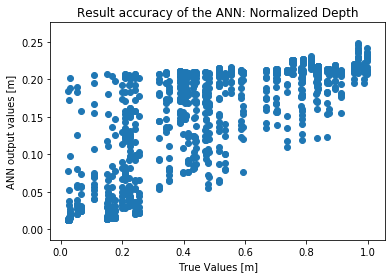 Result accuracy of the ANN: Normalized Depth
ANN output values [m]
0.25
0.20
0.15
0.10
0.05
0.00
0.0 0.2 0.4 0.6 0.8 1.0
True Values [m]